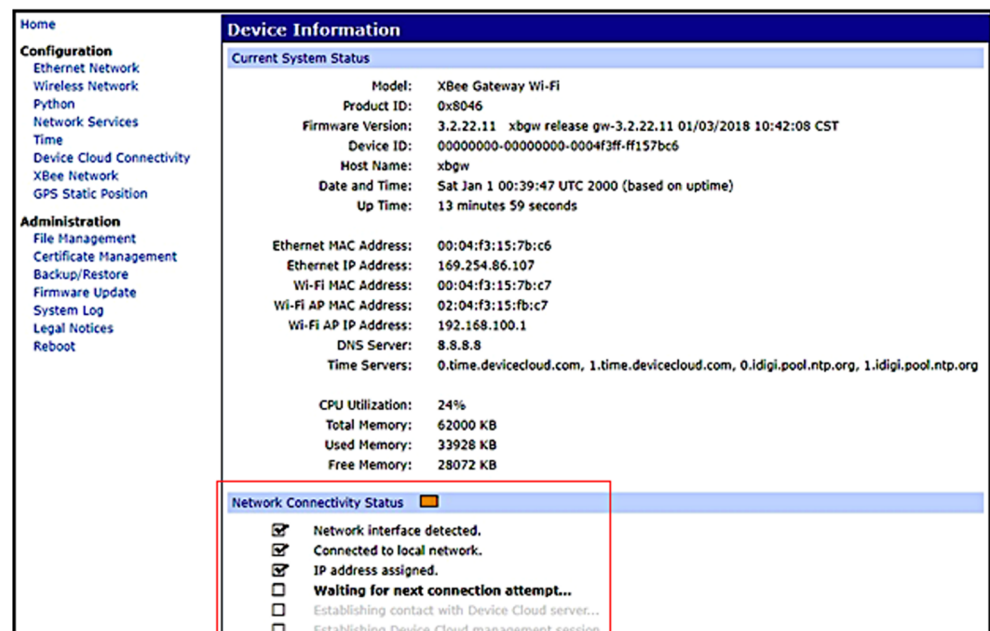 Home
Configuration
Ethernet Network
Wireless Network
Python
Network Services
Time
Device Cloud Connectivity
XBee Network
GPS Static Position
Administration
File Management
Certificate Management
Backup/Restore
Firmware Update
System Log
Legal Notices
Reboot
Device Information
Current System Status
Model: XBee Gateway Wi-Fi
Product ID: 0x8046
Firmware Version: 3.2.22.11 xbgw release gw-3.2.22.11 01/03/2018 10:42:08 CST
Device ID: 00000000-00000000-0004f3ff-ff157bc6
Host Name: xbgw
Date and Time: Sat Jan 1 00:39:47 UTC 2000 (based on uptime)
Up Time: 13 minutes 59 seconds
Ethernet MAC Address: 00:04:f3:15:7b:c6
Ethernet IP Address: 169.254.86.107
Wi-Fi MAC Address: 00:04:f3:15:7b:c7
Wi-Fi AP MAC Address: 02:04:f3:15:fb:c7
Wi-Fi AP IP Address: 192.168.100.1
DNS Server: 8.8.8.8
Time Servers: 0.time.devicecloud.com, 1.time.devicecloud.com, 0.idigi.pool.ntp.org, 1.idigi.pool.ntp.org
CPU Utilization: 24%
Total Memory: 62000 KB
Used Memory: 33928 KB
Free Memory: 28072 KB
Network Connectivity Status
Network interface detected.
Connected to local network.
IP address assigned.
Waiting for next connection attempt...
Establishing contact with Device Cloud server...
Establishing Device Cloud management session